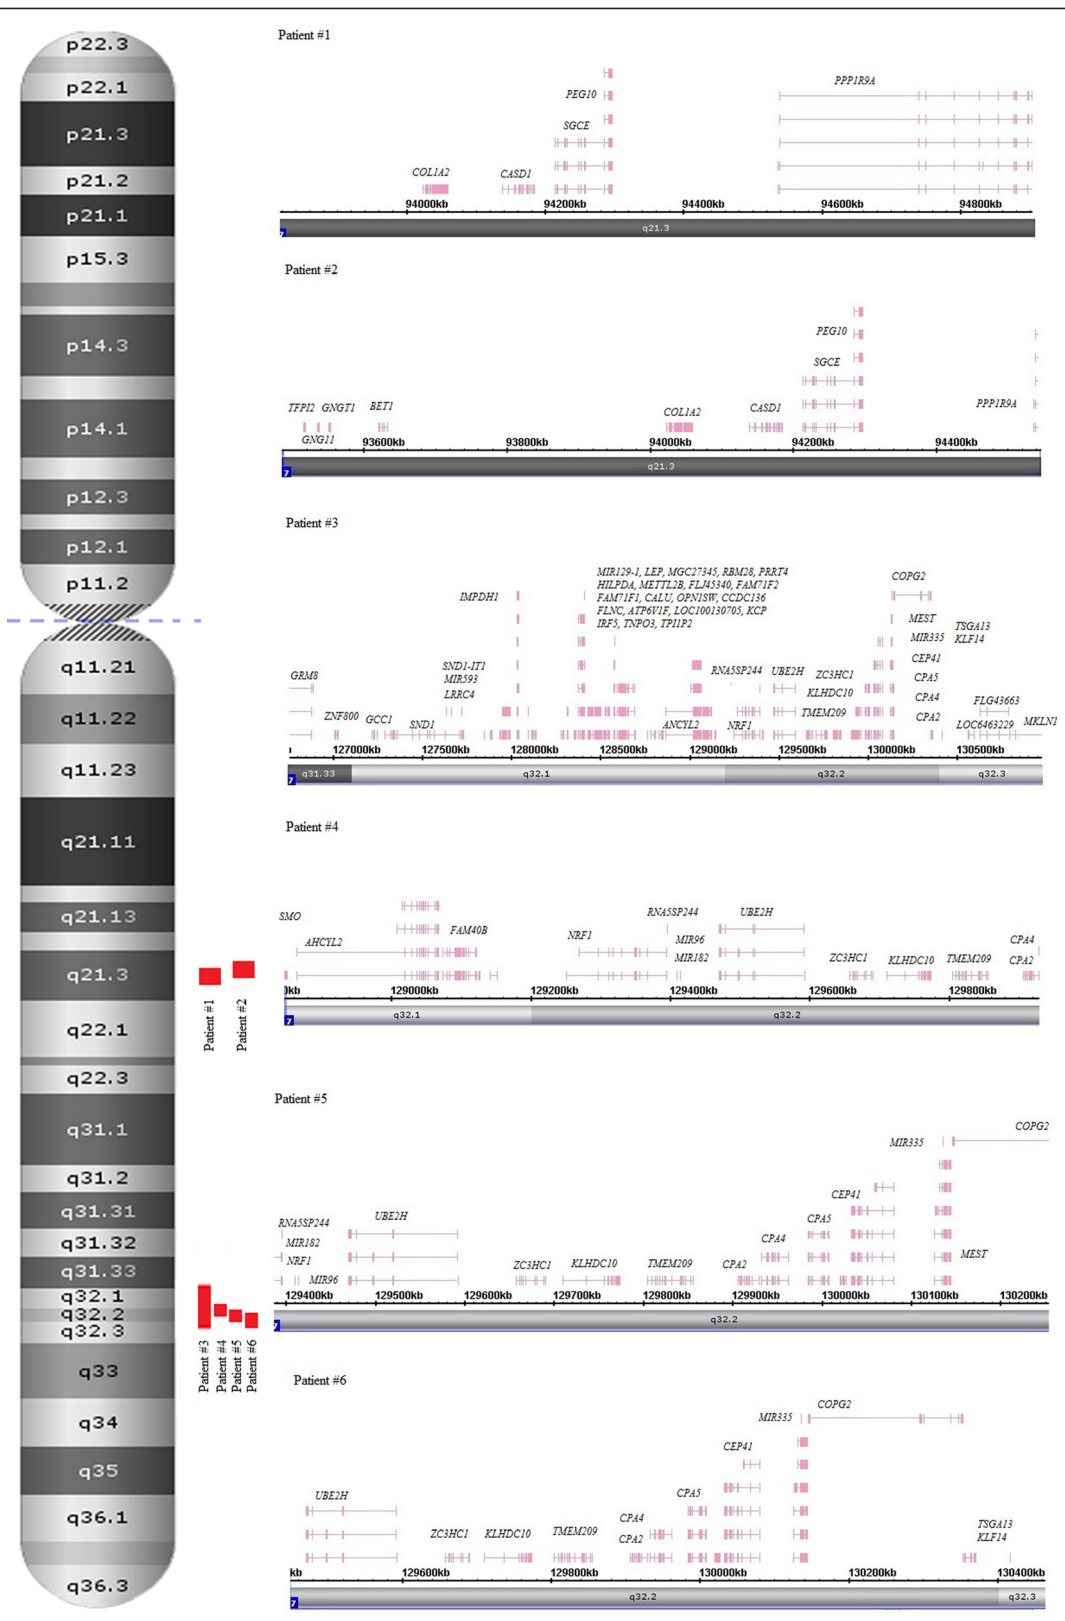 p22.3
p22.1
p21.3
p21.2
p21.1
p15.3
p14.3
p14.1
p12.3
p12.1
p11.2
q11.21
q11.22
q11.23
q21.11
q21.13
q21.3
q22.1
q22.3
q31.1
q31.2
q31.31
q31.32
q31.33
q32.1
q32.2
q32.3
q33
q34
q35
q36.1
q36.3
Patient #1
Patient #2
Patient #3
Patient #4
Patient #5
Patient #6
Patient #1
PEG10
PPP1R9A
SGCE
COL1A2
CASD1
94000kb 94200kb 94400kb 94600kb 94800kb
7
q21.3
Patient #2
PEG10
SGCE
TFPI2 GNGT1 BET1
COL1A2 CASD1 PPP1R9A
GNG11
93600kb 93800kb 94000kb 94200kb 94400kb
7
q21.3
Patient #3
MIR129-1, LEP, MGC27345, RBM28, PRRT4
HILPDA, METTL2B, FLJ45340, FAM71F2
FAM71F1, CALU, OPN1SW, CCDC136
FLNC, ATP6V1F, LOC100130705, KCP
IRF5, TNPO3, TPI1P2
COPG2
IMPDH1
MEST
TSGA13
MIR335 KLF14
CEP41
SND1-IT1
MIR593
LRRC4
RNA5SP244 UBE2H ZC3HC1
CPA5
GRM8
KLHDC10
CPA4
FLG43663
ZNF800 GCC1 SND1
TMEM209
CPA2
ANCYL2 NRF1
LOC6463229 MKLN1
127000kb 127500kb 128000kb 128500kb 129000kb 129500kb 130000kb 130500kb
7
q31.33 q32.1 q32.2 q32.3
Patient #4
SMO
RNA5SP244 UBE2H
AHCYL2 FAM40B NRF1 MIR96
MIR182
ZC3HC1 KLHDC10 TMEM209
CPA4
CPA2
kb 129000kb 129200kb 129400kb 129600kb 129800kb
7
q32.1 q32.2
Patient #5
COPG2
MIR335
CEP41
RNA5SP244 UBE2H
CPA5
MIR182
CPA4
MEST
NRF1
ZC3HC1 KLHDC10 TMEM209 CPA2
MIR96
129400kb 129500kb 129600kb 129700kb 129800kb 129900kb 130000kb 130100kb 130200kb
7
q32.2
Patient #6
COPG2
MIR335
CEP41
UBE2H
CPA5
CPA4
TSGA13
KLF14
ZC3HC1 KLHDC10 TMEM209
CPA2
kb 129600kb 129800kb 130000kb 130200kb 130400kb
7
q32.2 q32.3